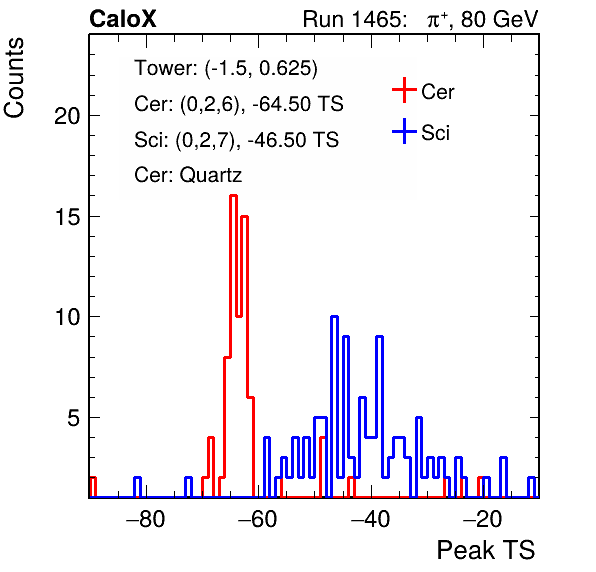 CaloX Run 1465: π⁺, 80 GeV
Counts
Tower: (-1.5, 0.625)
Cer: (0,2,6), -64.50 TS
Sci: (0,2,7), -46.50 TS
Cer: Quartz
Cer
Sci
20
15
10
5
−80 −60 −40 −20
Peak TS